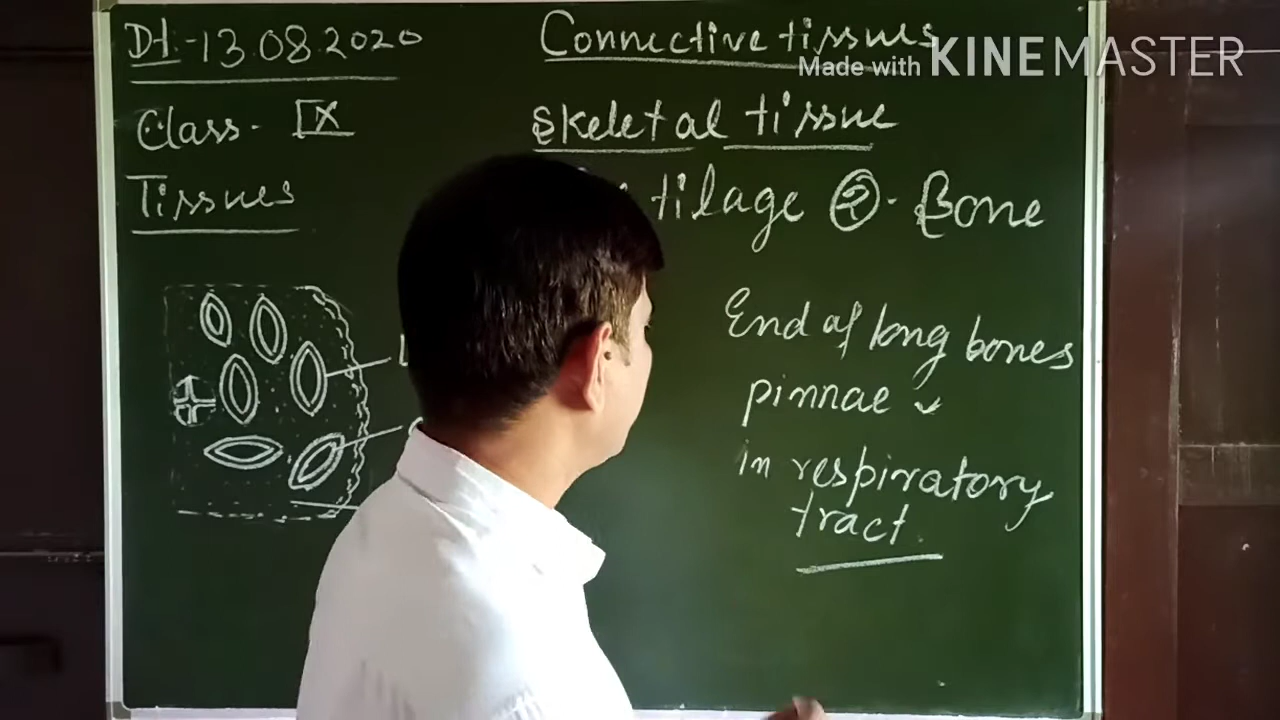 Dt.-13.08.2020
Connective tissues
Made with KINEMASTER
Class- IX
Skeletal tissue
Tissues
tilage ②. Bone
End of long bones
pinnae ✓
in respiratory
tract.